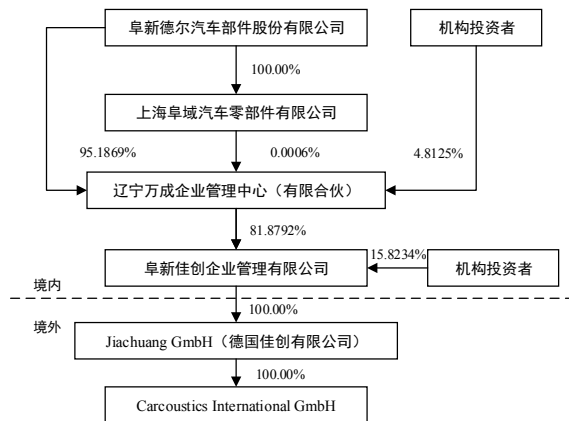 阜新德尔汽车部件股份有限公司
机构投资者
100.00%
上海阜域汽车零部件有限公司
95.1869%
0.0006%
4.8125%
辽宁万成企业管理中心（有限合伙）
81.8792%
阜新佳创企业管理有限公司
15.8234%
机构投资者
境内
境外
100.00%
Jiachuang GmbH（德国佳创有限公司）
100.00%
Carcoustics International GmbH